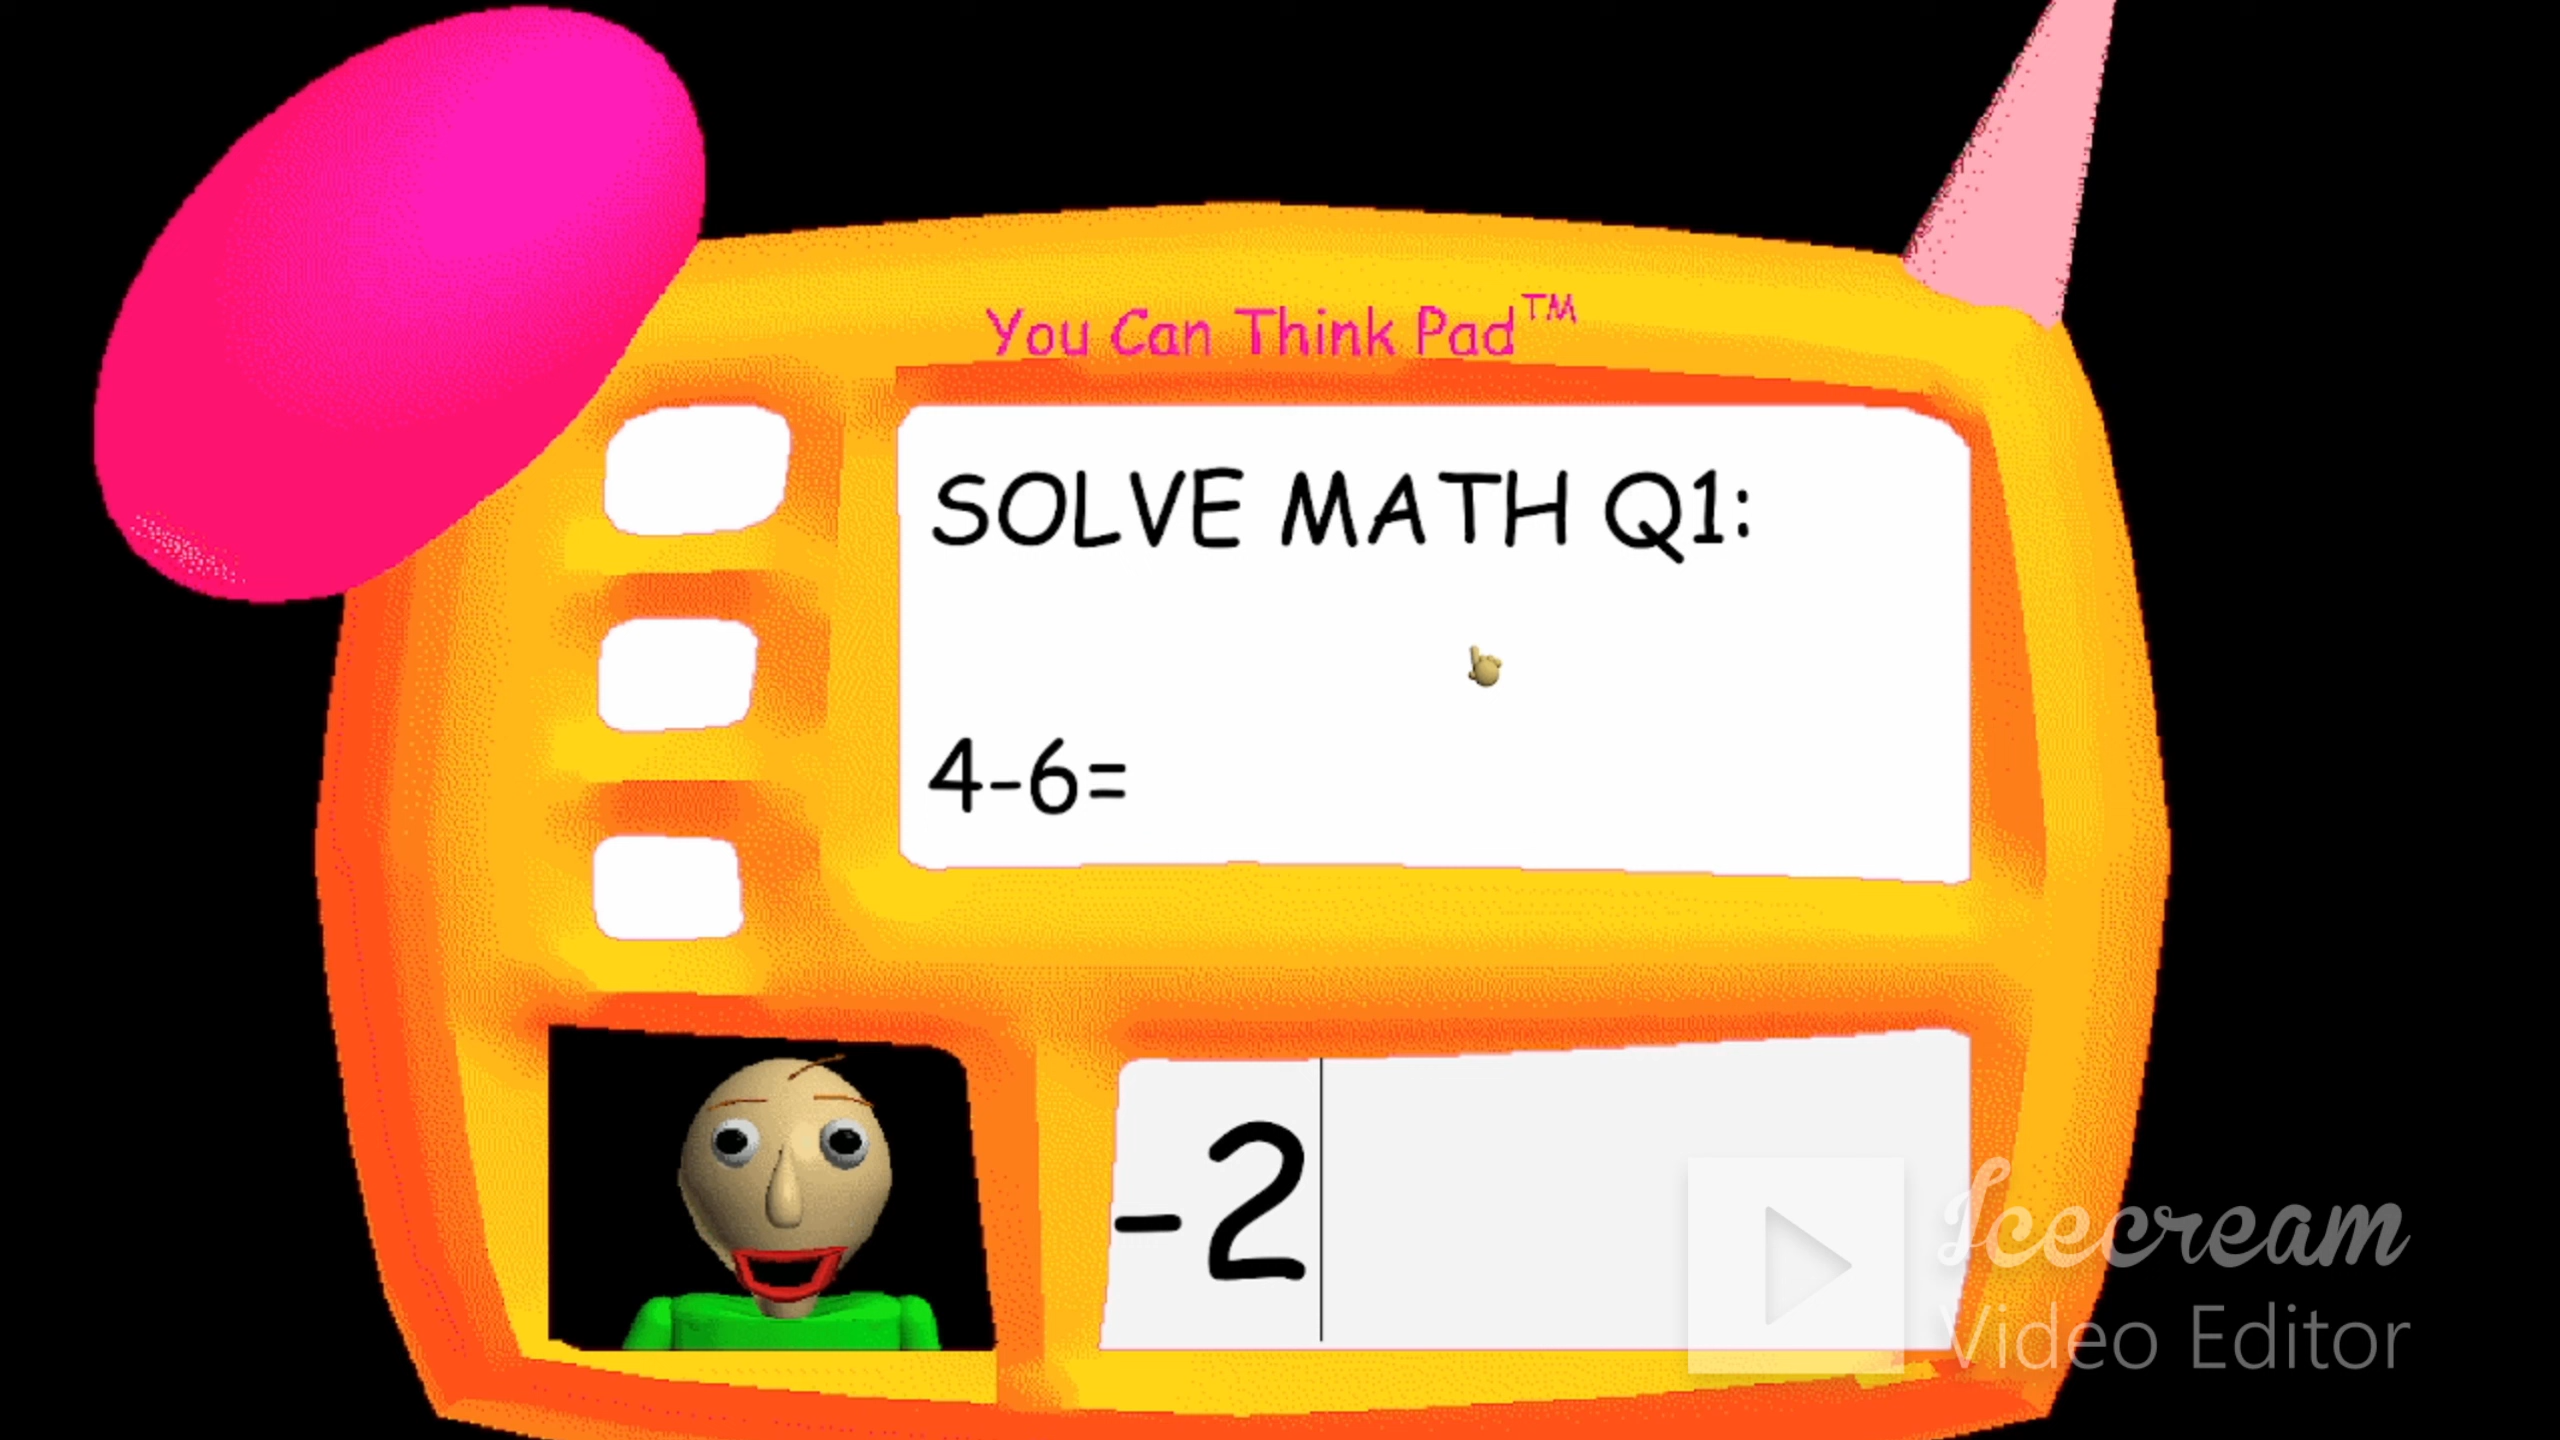 You Can Think Pad™
SOLVE MATH Q1:
4-6=
-2
Icecream
Video Editor